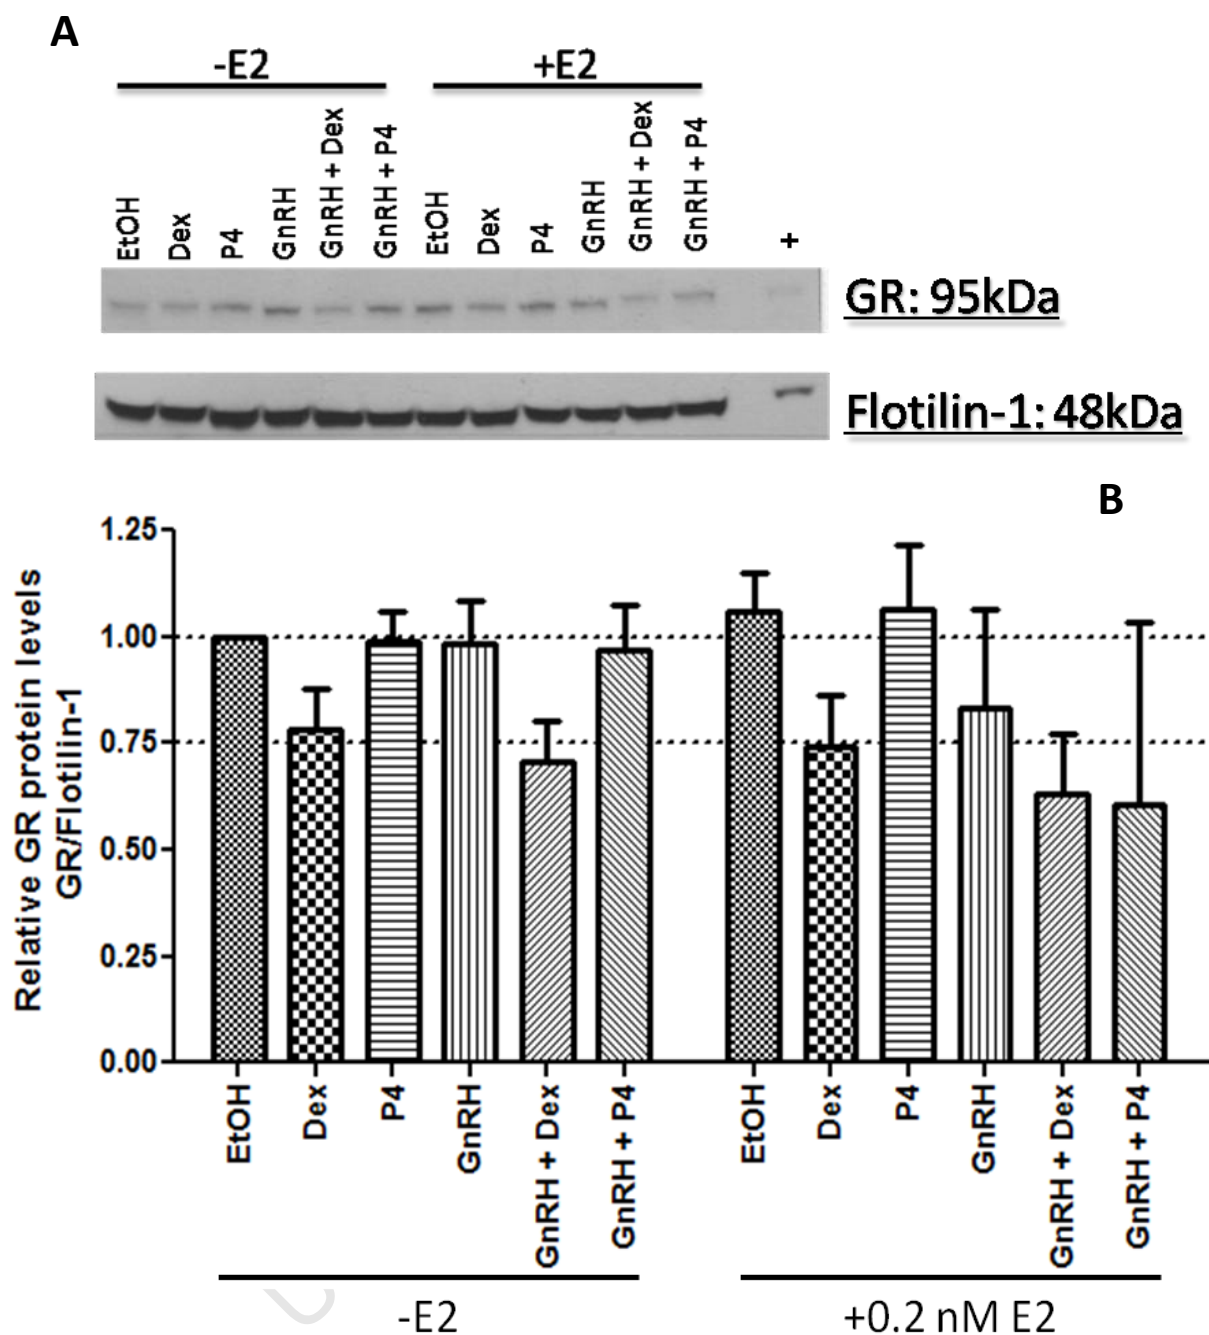 A
-E2
+E2
EtOH
Dex
P4
GnRH
GnRH + Dex
GnRH + P4
EtOH
Dex
P4
GnRH
GnRH + Dex
GnRH + P4
+
GR: 95kDa
Flotilin-1: 48kDa
B
Relative GR protein levels
GR/Flotilin-1
1.25
1.00
0.75
0.50
0.25
0.00
EtOH
Dex
P4
GnRH
GnRH + Dex
GnRH + P4
EtOH
Dex
P4
GnRH
GnRH + Dex
GnRH + P4
-E2
+0.2 nM E2